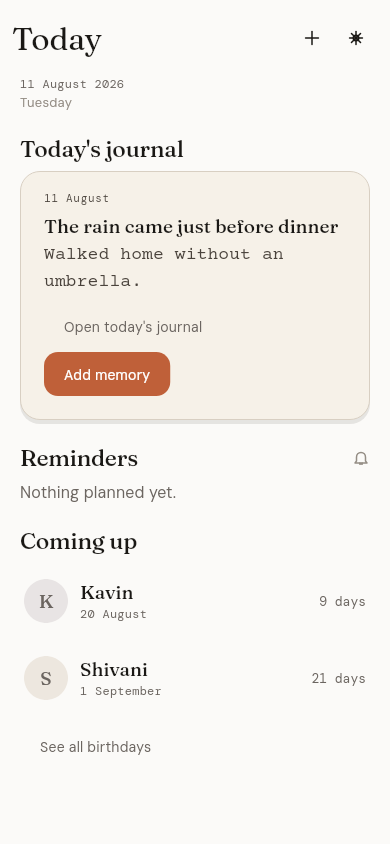 Today
11 August 2026
Tuesday
Today's journal
11 August
The rain came just before dinner
Walked home without an
umbrella.
Open today's journal
Add memory
Reminders
Nothing planned yet.
Coming up
K
Kavin
20 August
9 days
S
Shivani
1 September
21 days
See all birthdays